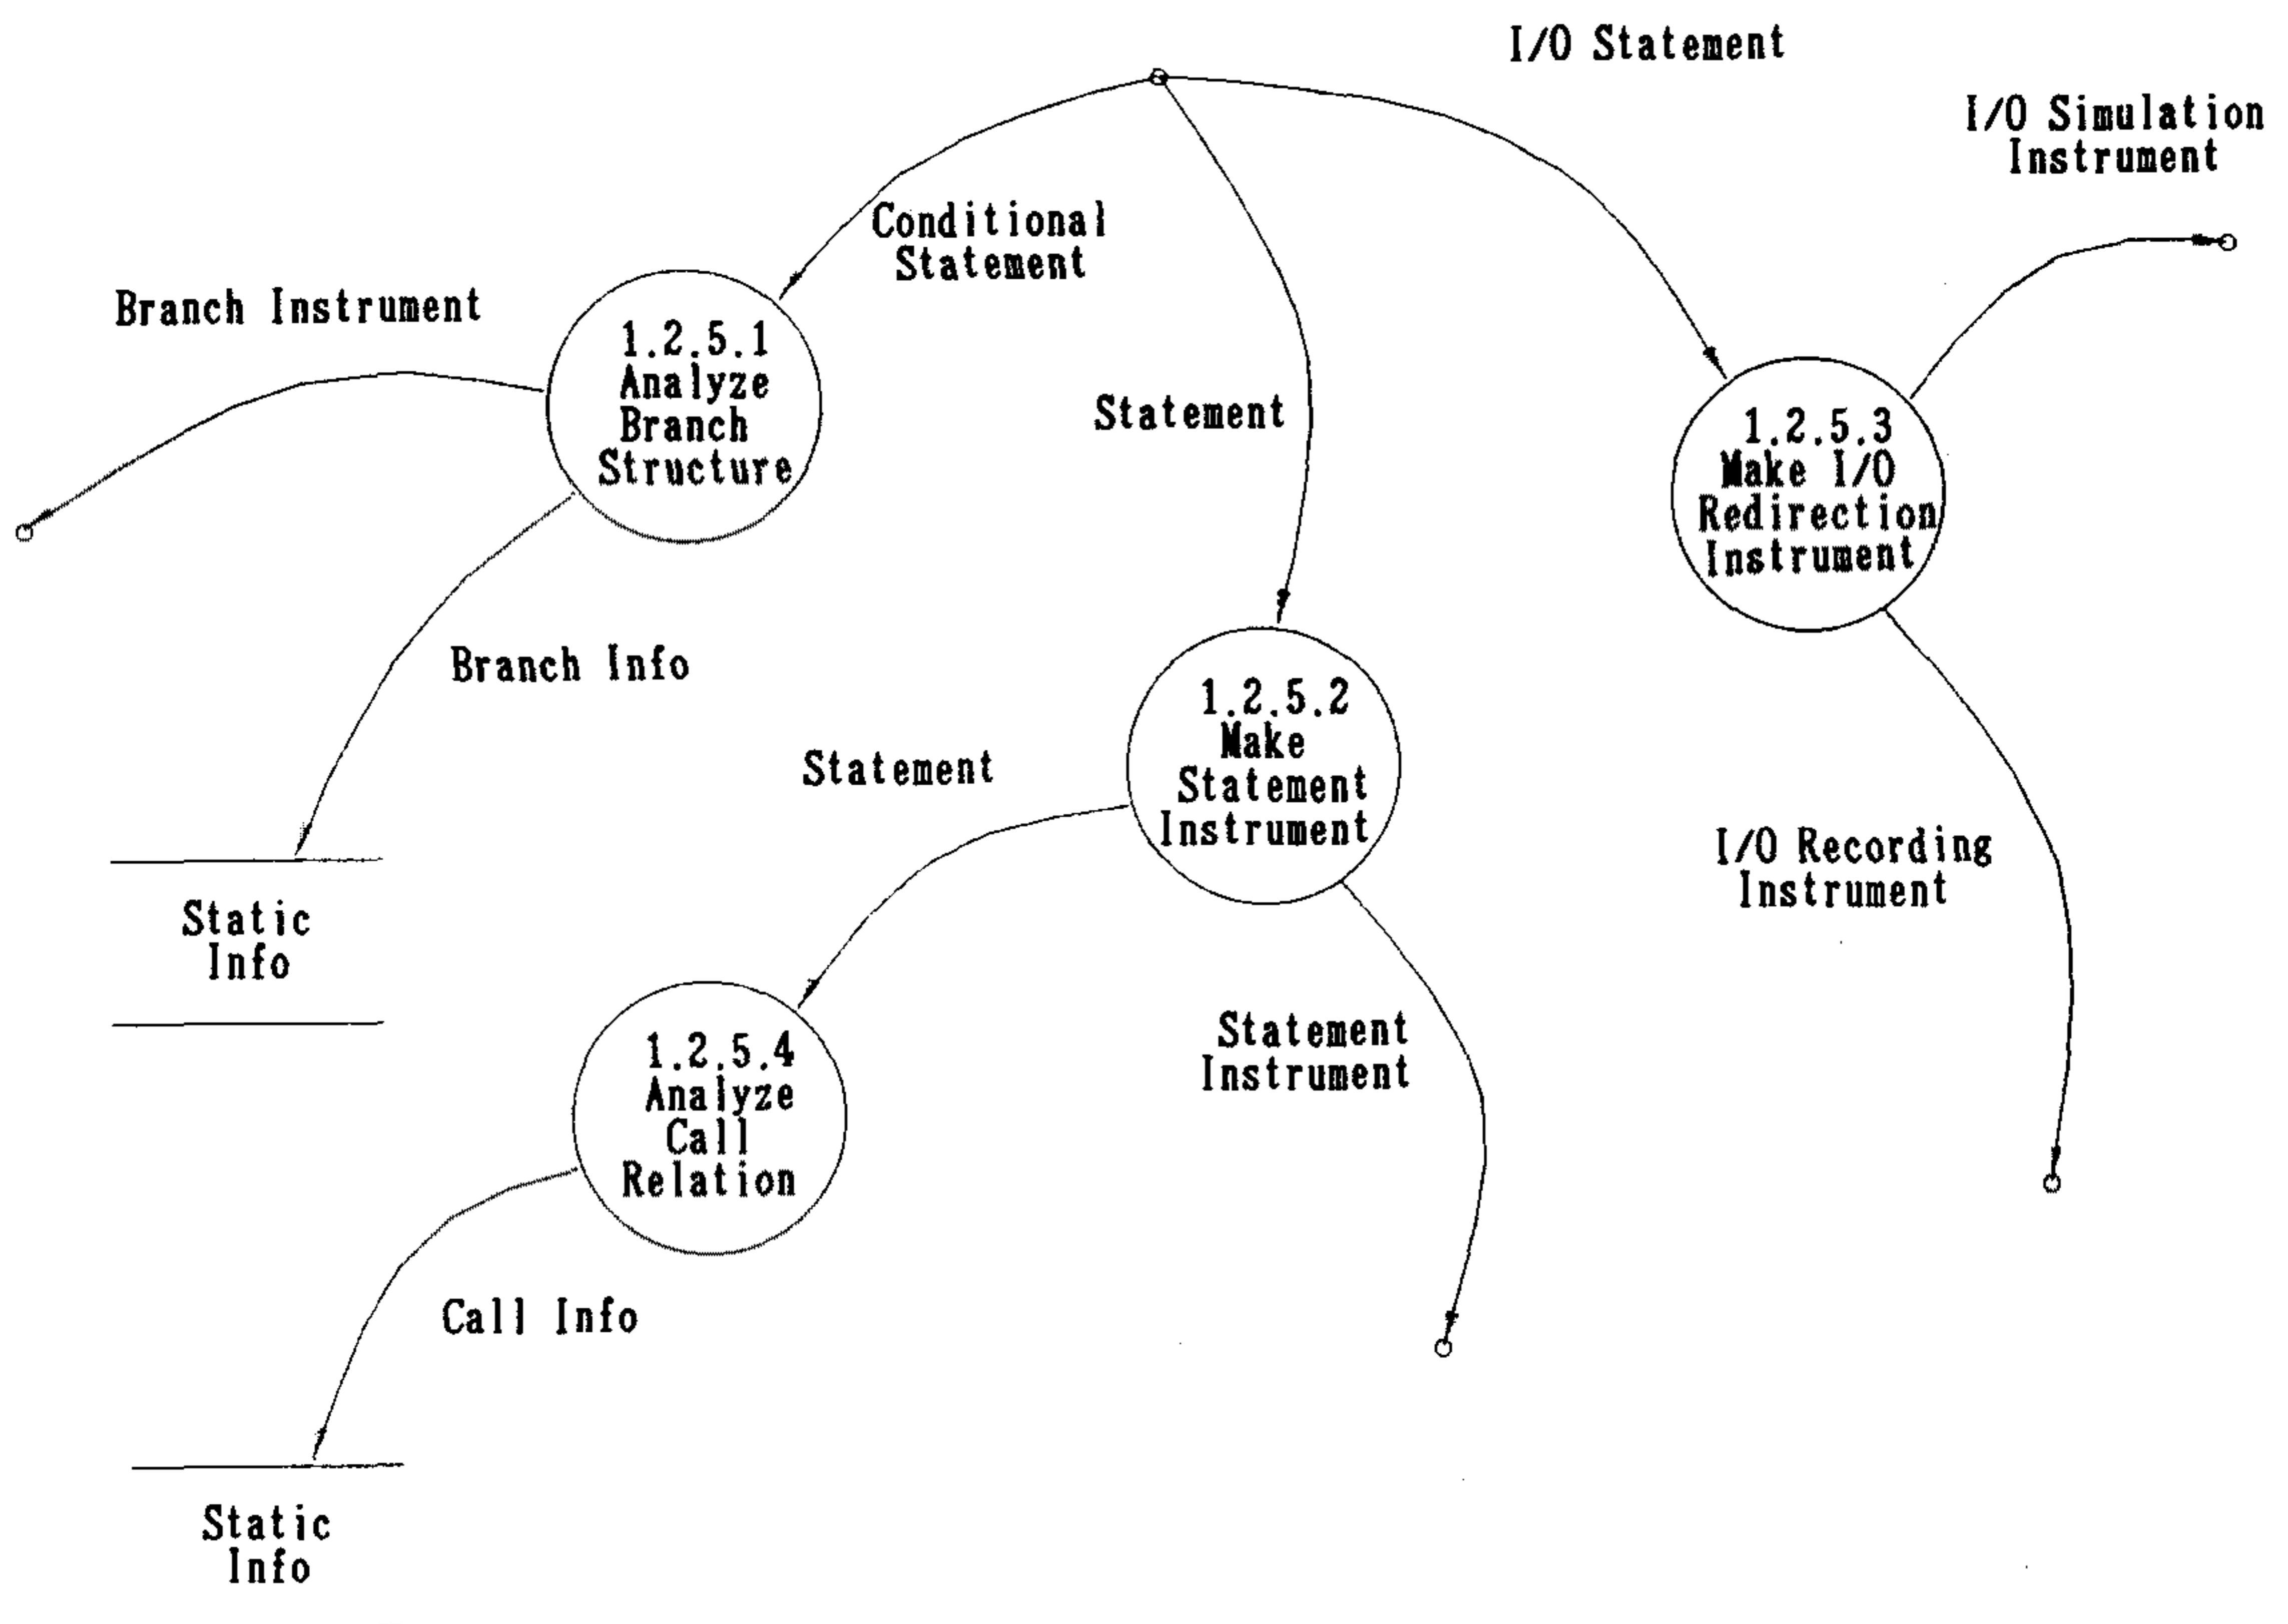 I/O Statement
I/O Simulation
Instrument
Conditional
Statement
Branch Instrument
1.2.5.1
Analyze
Branch
Structure
Statement
1.2.5.3
Make I/O
Redirection
Instrument
Branch Info
1.2.5.2
Make
Statement
Instrument
Statement
I/O Recording
Instrument
Static
Info
Statement
Instrument
1.2.5.4
Analyze
Call
Relation
Call Info
Static
Info